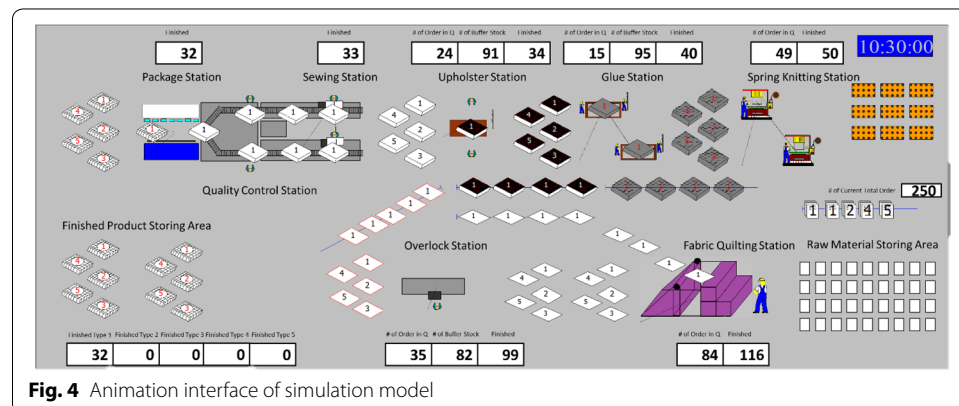 Finished Finished # of Order in Q # of Buffer Stock Finished # of Order in Q # of Buffer Stock Finished # of Order in Q Finished
32 33 24 91 34 15 95 40 49 50 10:30:00
Package Station Sewing Station Upholster Station Glue Station Spring Knitting Station
Quality Control Station
# of Current Total Order 250
1 1 2 4 5
Finished Product Storing Area
Overlock Station Fabric Quilting Station Raw Material Storing Area
Finished Type 1 Finished Type 2 Finished Type 3 Finished Type 4 Finished Type 5 # of Order in Q # of Buffer Stock Finished # of Order in Q Finished
32 0 0 0 0 35 82 99 84 116
Fig. 4 Animation interface of simulation model